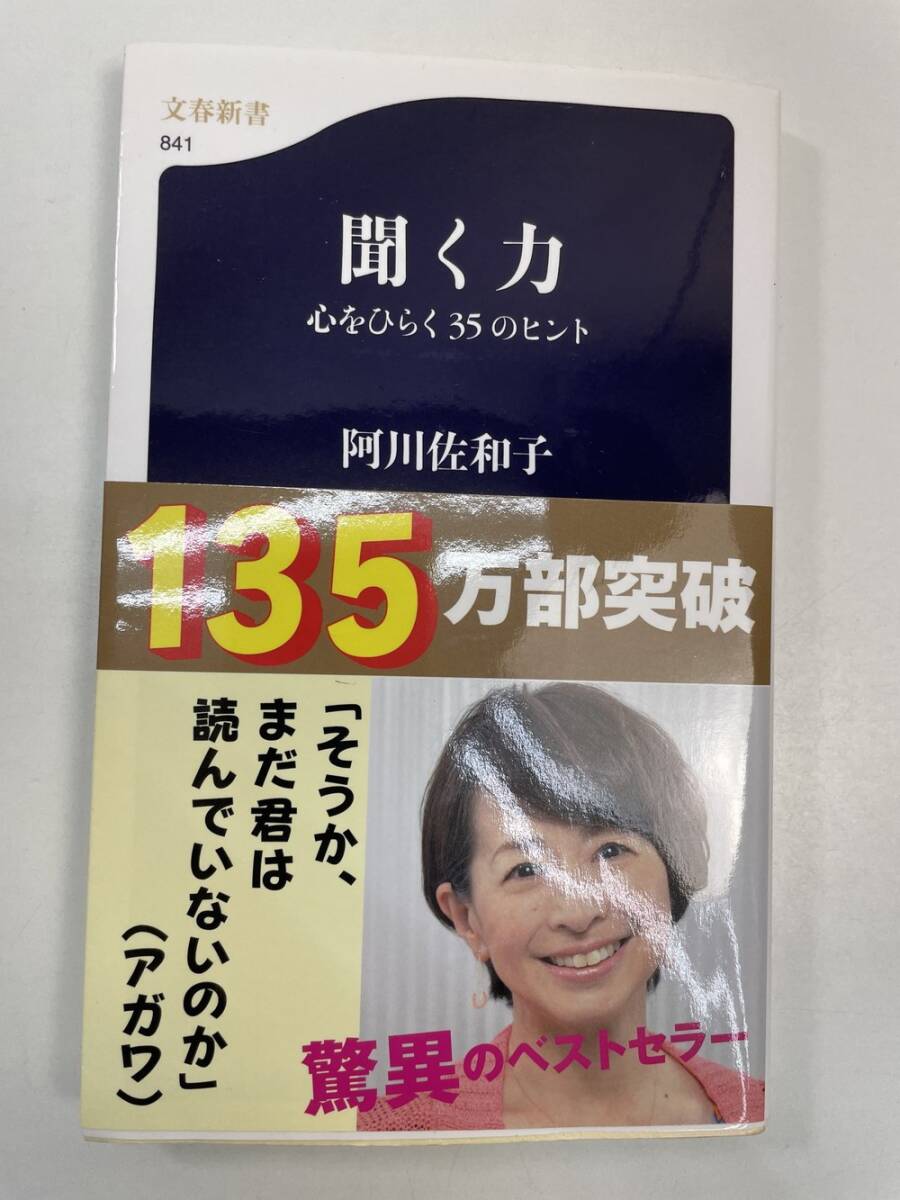 文春新書
841
聞く力
心をひらく35のヒント
阿川佐和子
135万部突破
「そうか、
まだ君は
読んでいないのか」
(アガワ)
驚異のベストセラー